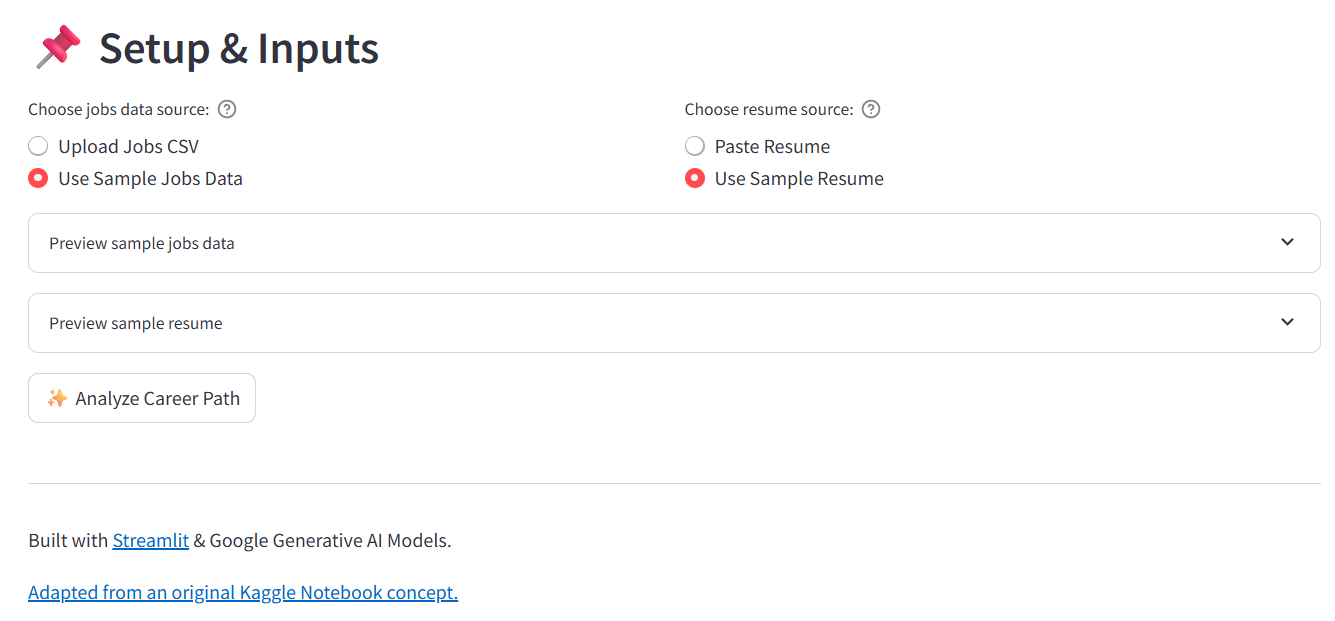 Setup & Inputs
Choose jobs data source:
Upload Jobs CSV
Use Sample Jobs Data
Choose resume source:
Paste Resume
Use Sample Resume
Preview sample jobs data
Preview sample resume
Analyze Career Path
Built with Streamlit & Google Generative AI Models.
Adapted from an original Kaggle Notebook concept.